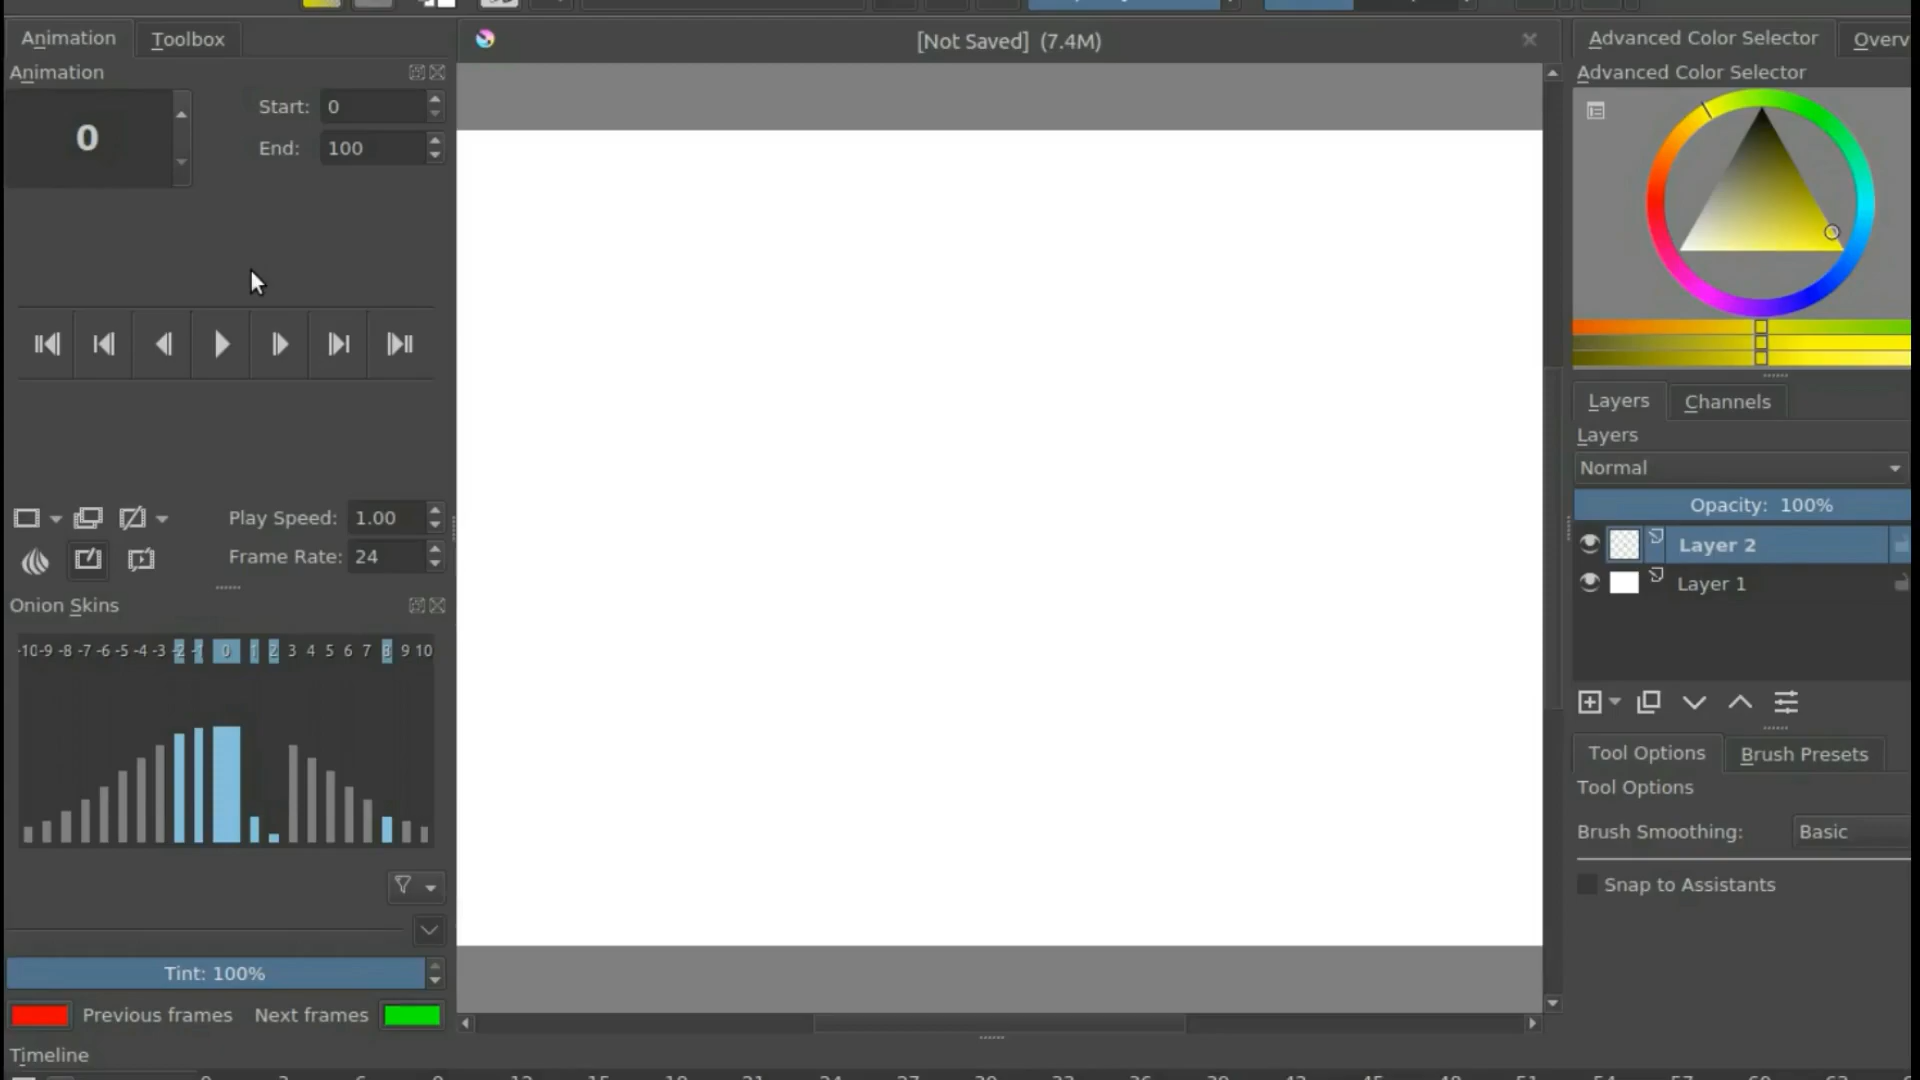 Animation
Toolbox
[Not Saved] (7.4M)
Advanced Color Selector
Overv
Animation
Advanced Color Selector
0
Start: 0
End: 100
Play Speed: 1.00
Frame Rate: 24
Onion Skins
-10 -9 -8 -7 -6 -5 -4 -3 -2 -1 0 1 2 3 4 5 6 7 8 9 10
Tint: 100%
Previous frames
Next frames
Timeline
Layers
Channels
Layers
Normal
Opacity: 100%
Layer 2
Layer 1
Tool Options
Brush Presets
Tool Options
Brush Smoothing:
Basic
Snap to Assistants